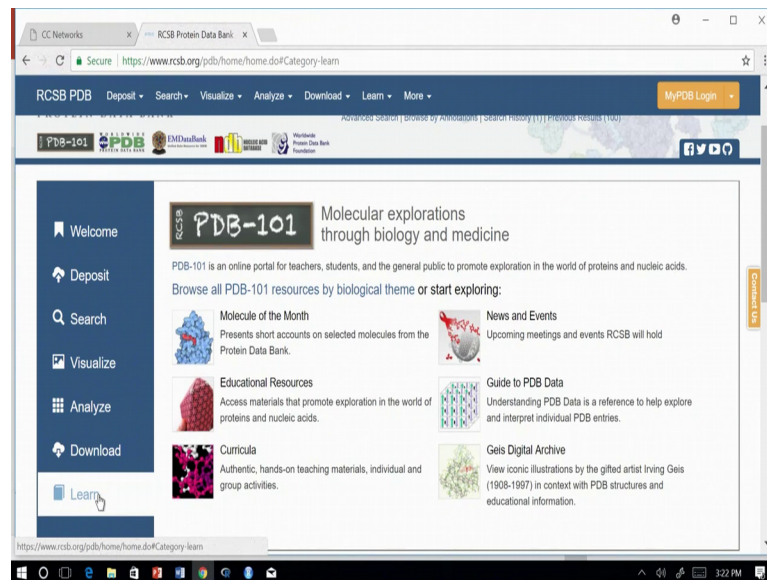 CC Networks
RCSB Protein Data Bank
Secure https://www.rcsb.org/pdb/home/home.do#Category-learn
RCSB PDB Deposit Search Visualize Analyze Download Learn More MyPDB Login
Advanced Search | Browse by Annotations | Search History (1) | Previous Results (100)
PDB-101 WORLDWIDE PDB PROTEIN DATA BANK EMDataBank NUCLEIC ACID DATABASE Worldwide Protein Data Bank Foundation
Welcome
Deposit
Search
Visualize
Analyze
Download
Learn
RCSB PDB-101
Molecular explorations
through biology and medicine
PDB-101 is an online portal for teachers, students, and the general public to promote exploration in the world of proteins and nucleic acids.
Browse all PDB-101 resources by biological theme or start exploring:
Molecule of the Month
Presents short accounts on selected molecules from the
Protein Data Bank.
News and Events
Upcoming meetings and events RCSB will hold
Educational Resources
Access materials that promote exploration in the world of
proteins and nucleic acids.
Guide to PDB Data
Understanding PDB Data is a reference to help explore
and interpret individual PDB entries.
Curricula
Authentic, hands-on teaching materials, individual and
group activities.
Geis Digital Archive
View iconic illustrations by the gifted artist Irving Geis
(1908-1997) in context with PDB structures and
educational information.
Contact Us
https://www.rcsb.org/pdb/home/home.do#Category-learn
3:22 PM